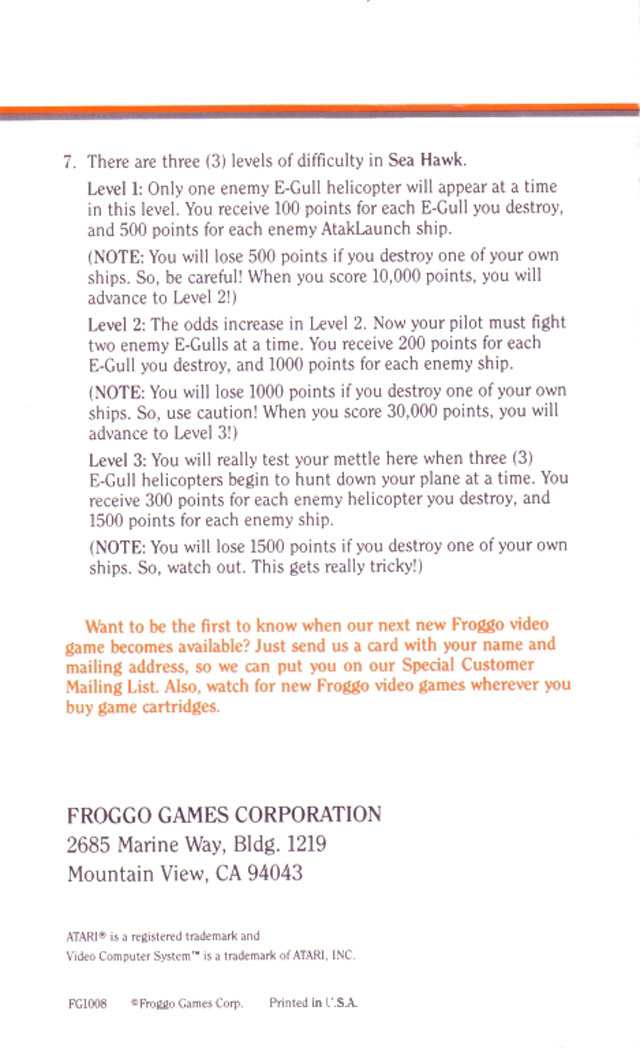 7. There are three (3) levels of difficulty in Sea Hawk.
Level 1: Only one enemy E-Gull helicopter will appear at a time
in this level. You receive 100 points for each E-Gull you destroy,
and 500 points for each enemy AtakLaunch ship.
(NOTE: You will lose 500 points if you destroy one of your own
ships. So, be careful! When you score 10,000 points, you will
advance to Level 2!)
Level 2: The odds increase in Level 2. Now your pilot must fight
two enemy E-Gulls at a time. You receive 200 points for each
E-Gull you destroy, and 1000 points for each enemy ship.
(NOTE: You will lose 1000 points if you destroy one of your own
ships. So, use caution! When you score 30,000 points, you will
advance to Level 3!)
Level 3: You will really test your mettle here when three (3)
E-Gull helicopters begin to hunt down your plane at a time. You
receive 300 points for each enemy helicopter you destroy, and
1500 points for each enemy ship.
(NOTE: You will lose 1500 points if you destroy one of your own
ships. So, watch out. This gets really tricky!)
Want to be the first to know when our next new Froggo video
game becomes available? Just send us a card with your name and
mailing address, so we can put you on our Special Customer
Mailing List. Also, watch for new Froggo video games wherever you
buy game cartridges.
FROGGO GAMES CORPORATION
2685 Marine Way, Bldg. 1219
Mountain View, CA 94043
ATARI® is a registered trademark and
Video Computer System™ is a trademark of ATARI, INC.
FG1008 ©Froggo Games Corp. Printed in U.S.A.